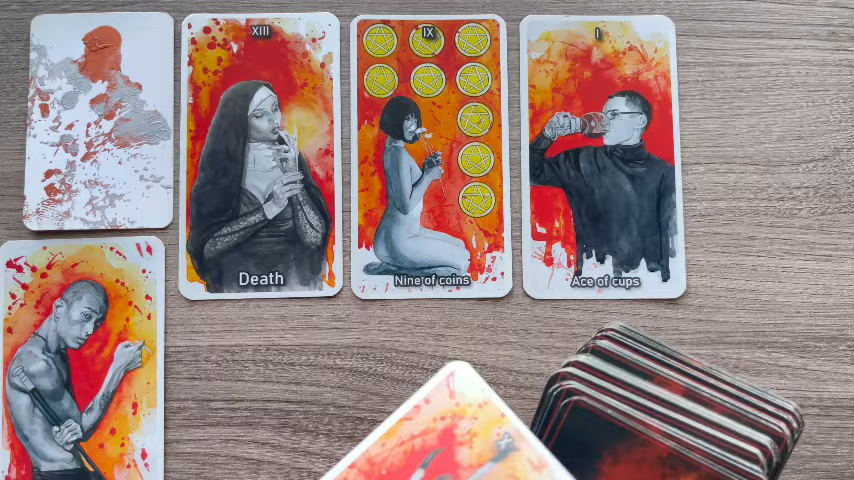 XIII
IX
I
Death
Nine of coins
Ace of cups